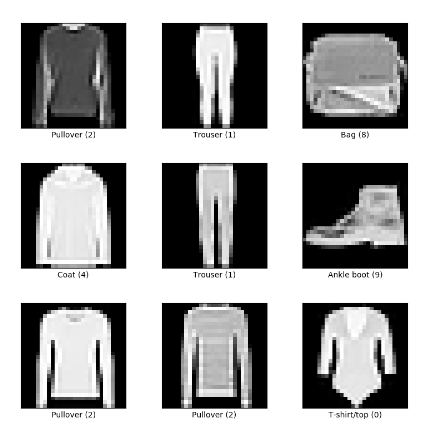 Pullover (2)
Trouser (1)
Bag (8)
Coat (4)
Trouser (1)
Ankle boot (9)
Pullover (2)
Pullover (2)
T-shirt/top (0)